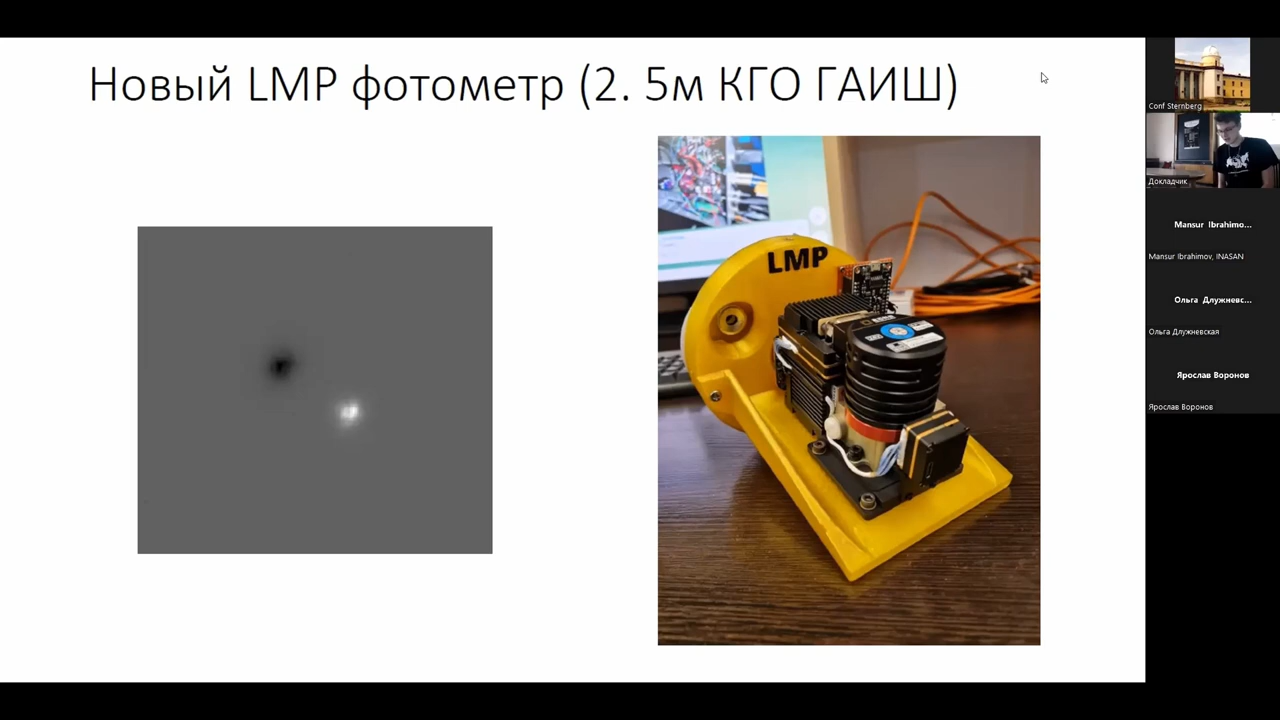 Новый LMP фотометр (2. 5м КГО ГАИШ)
LMP
Conf Sternberg
Докладчик
Mansur Ibrahimo...
Mansur Ibrahimov, INASAN
Ольга Длужневс...
Ольга Длужневская
Ярослав Воронов
Ярослав Воронов